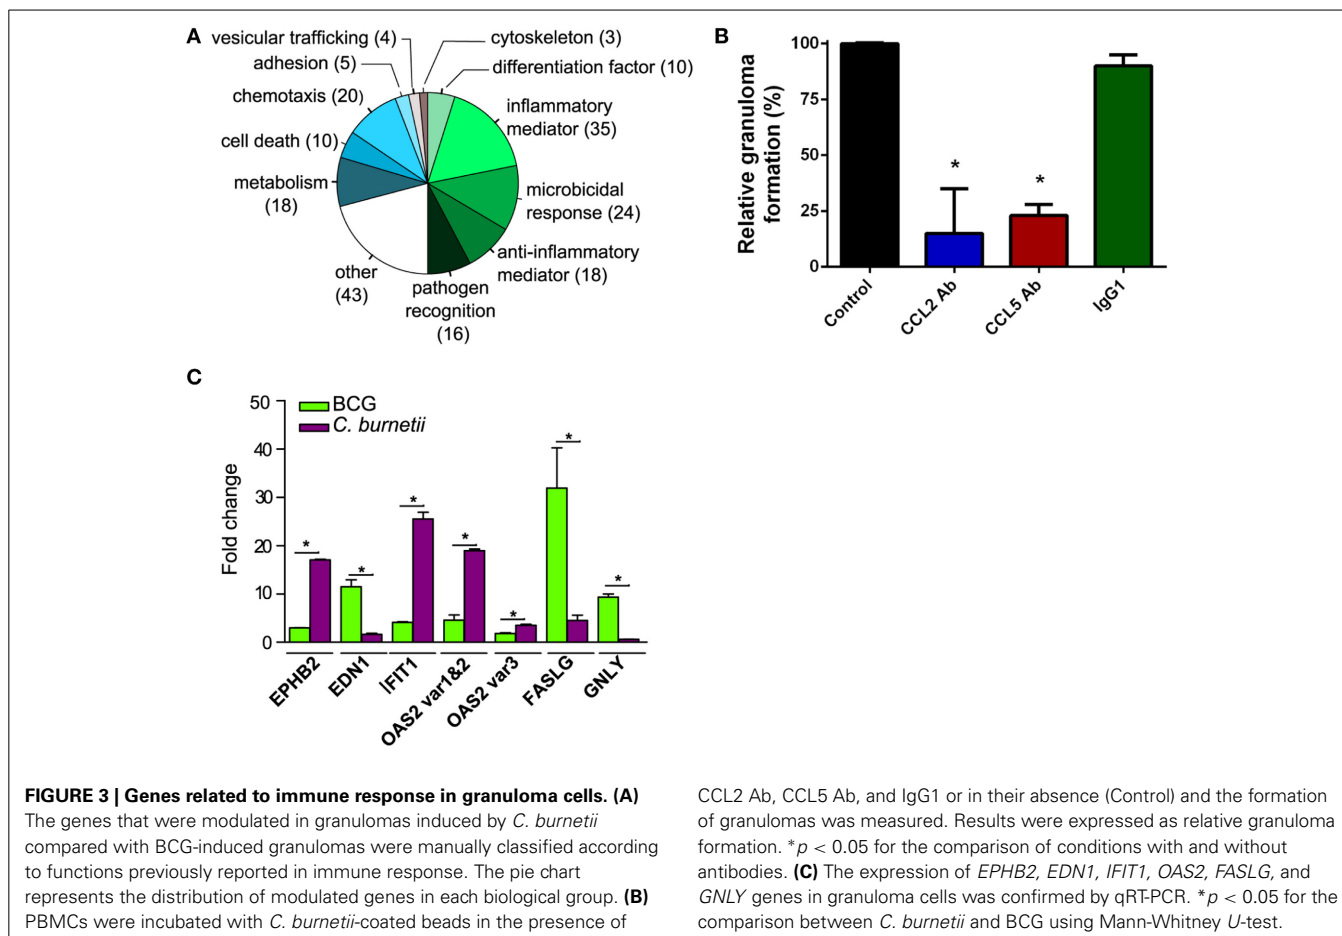 A
vesicular trafficking (4)
cytoskeleton (3)
adhesion (5)
differentiation factor (10)
chemotaxis (20)
inflammatory
mediator (35)
cell death (10)
metabolism
(18)
microbicidal
response (24)
anti-inflammatory
mediator (18)
other
(43)
pathogen
recognition
(16)
B
Relative granuloma
formation (%)
100
75
50
25
0
*
*
Control
CCL2 Ab
CCL5 Ab
IgG1
C
Fold change
50
40
30
20
10
0
BCG
C. burnetii
*
*
*
*
*
*
*
EPHB2
EDN1
IFIT1
OAS2 var1&2
OAS2 var3
FASLG
GNLY
FIGURE 3 | Genes related to immune response in granuloma cells. (A)
The genes that were modulated in granulomas induced by C. burnetii
compared with BCG-induced granulomas were manually classified according
to functions previously reported in immune response. The pie chart
represents the distribution of modulated genes in each biological group. (B)
PBMCs were incubated with C. burnetii-coated beads in the presence of
CCL2 Ab, CCL5 Ab, and IgG1 or in their absence (Control) and the formation
of granulomas was measured. Results were expressed as relative granuloma
formation. *p < 0.05 for the comparison of conditions with and without
antibodies. (C) The expression of EPHB2, EDN1, IFIT1, OAS2, FASLG, and
GNLY genes in granuloma cells was confirmed by qRT-PCR. *p < 0.05 for the
comparison between C. burnetii and BCG using Mann-Whitney U-test.